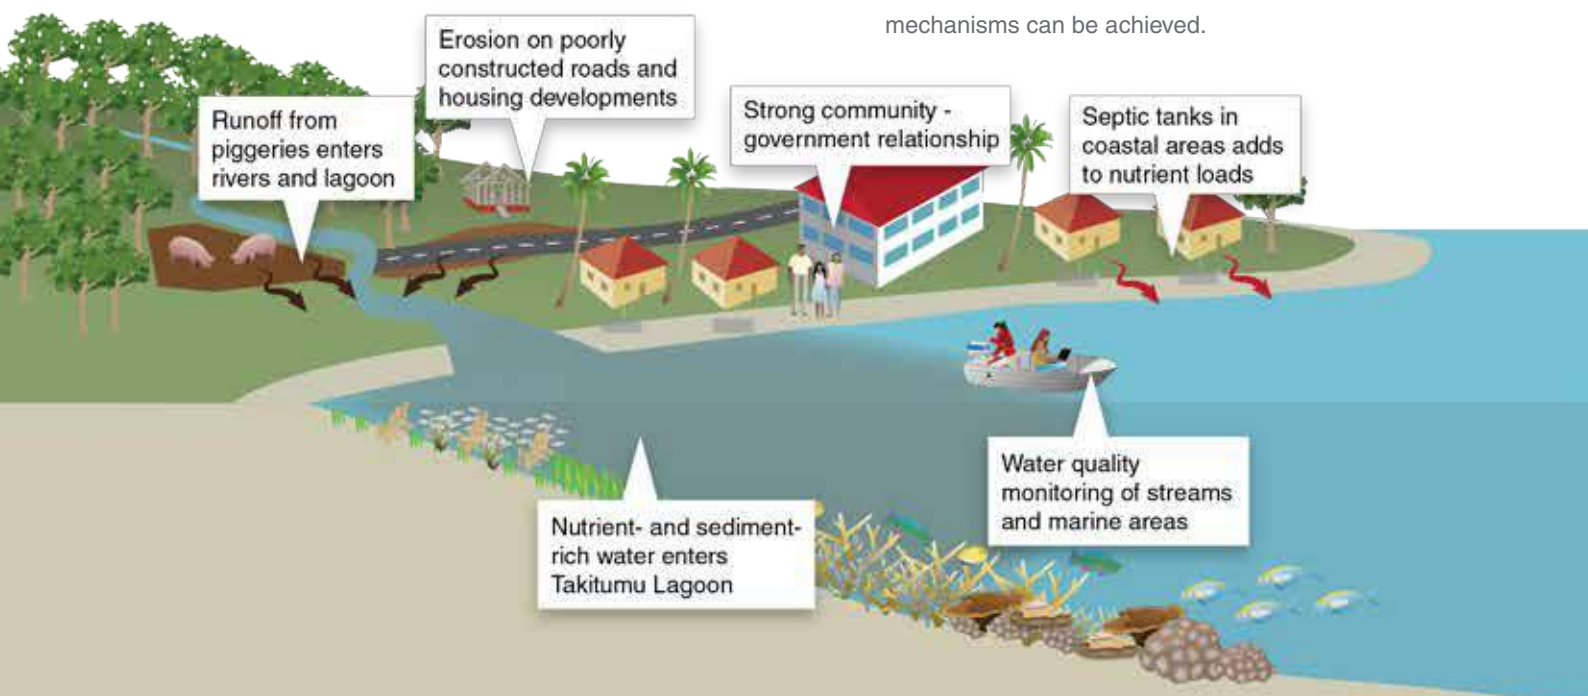 mechanisms can be achieved.
Erosion on poorly
constructed roads and
housing developments
Runoff from
piggeries enters
rivers and lagoon
Strong community -
government relationship
Septic tanks in
coastal areas adds
to nutrient loads
Water quality
monitoring of streams
and marine areas
Nutrient- and sediment-
rich water enters
Takitumu Lagoon